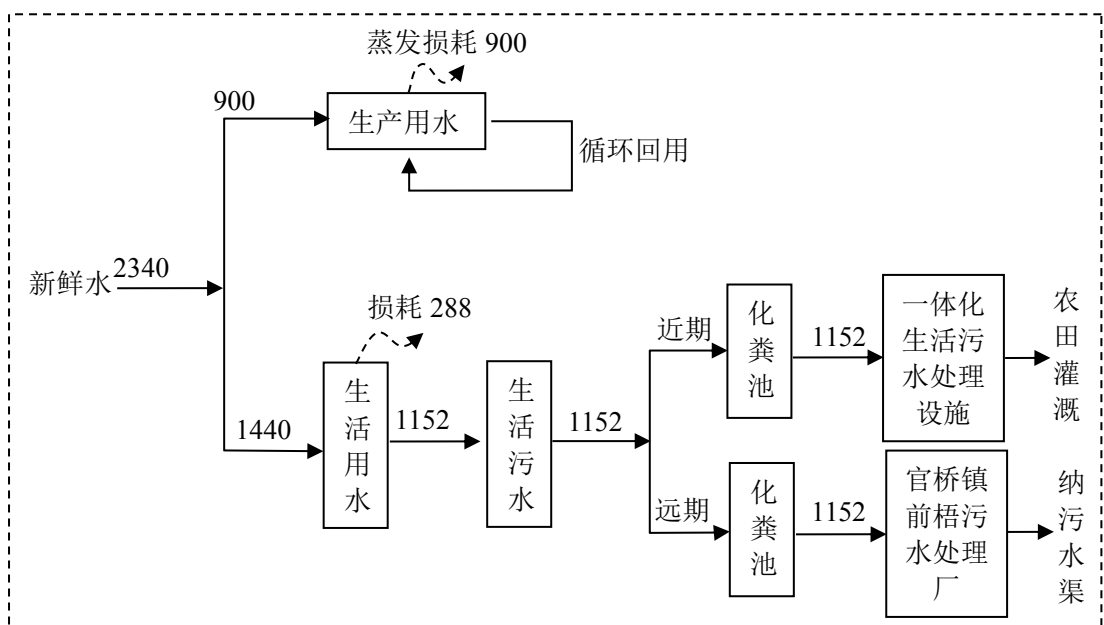 蒸发损耗 900
900
生产用水
循环回用
新鲜水 2340
损耗 288
1440
生活用水
1152
生活污水
1152
近期
化粪池
1152
一体化
生活污
水处理
设施
农田灌溉
远期
化粪池
1152
官桥镇
前梧污
水处理
厂
纳污水渠